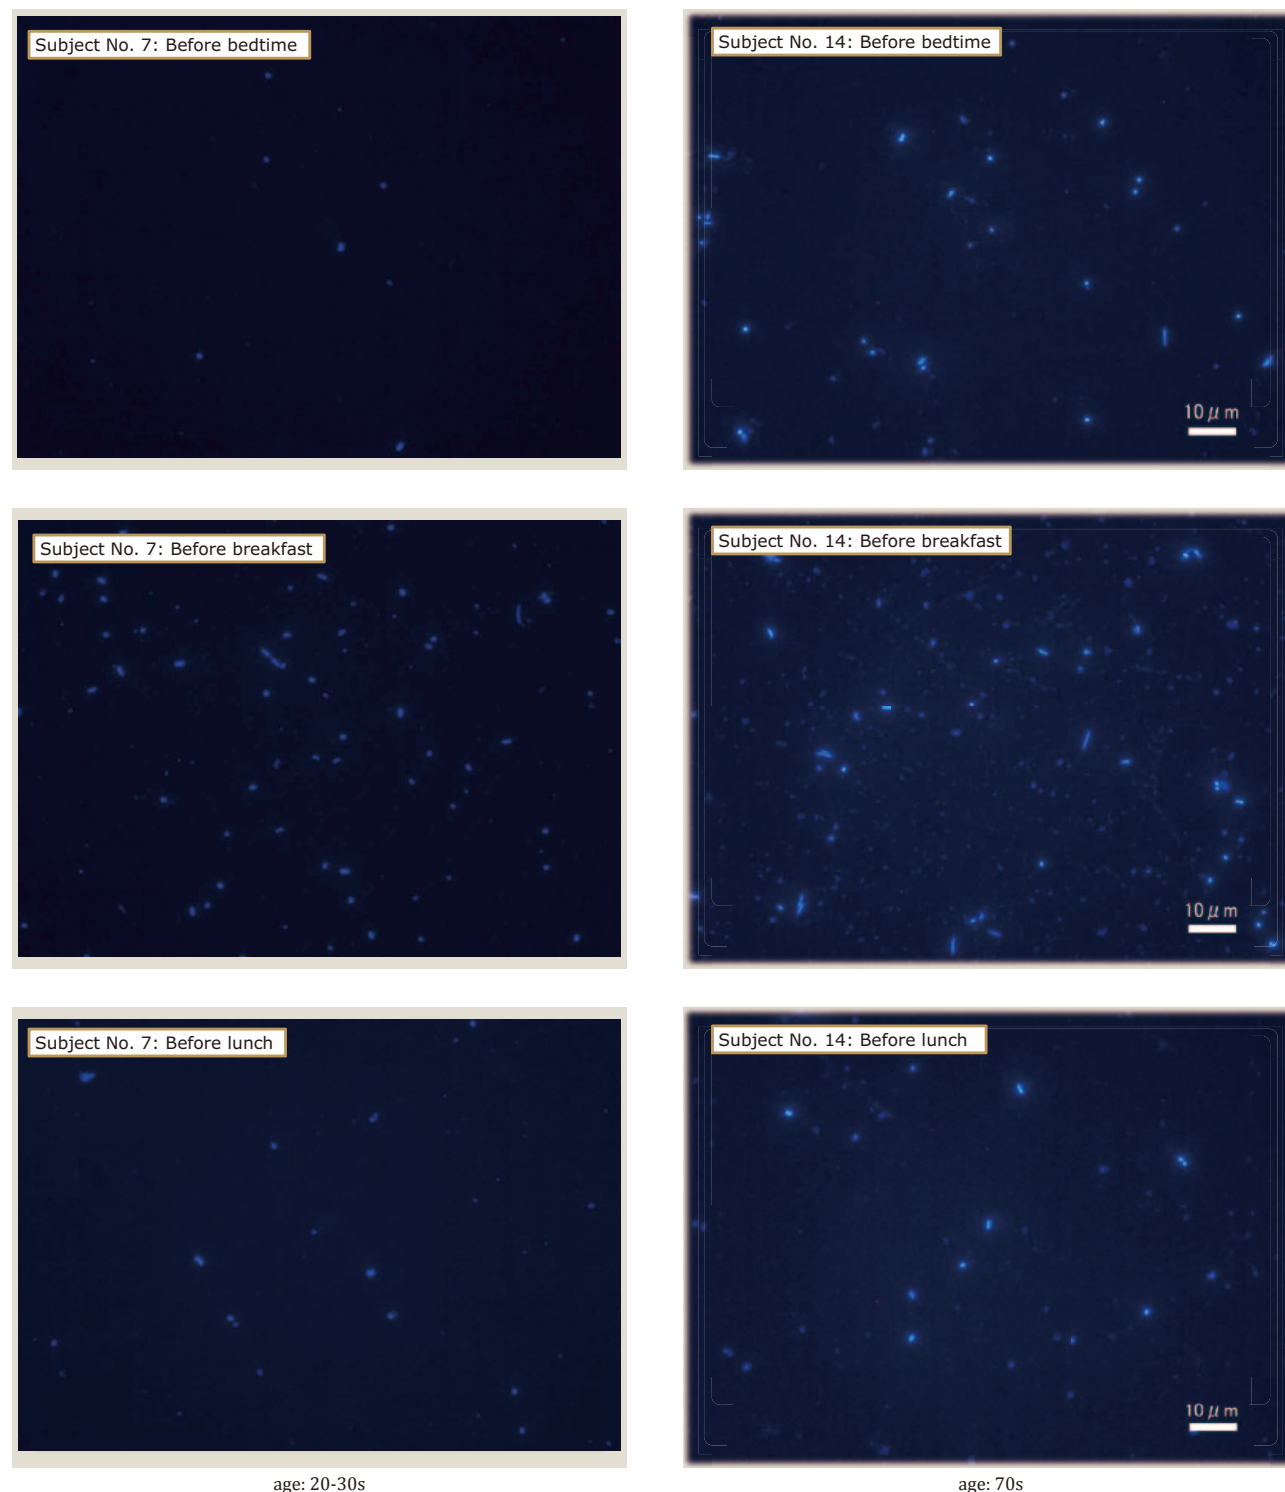 Subject No. 7: Before bedtime
Subject No. 14: Before bedtime
10 μ m
Subject No. 7: Before breakfast
Subject No. 14: Before breakfast
10 μ m
Subject No. 7: Before lunch
Subject No. 14: Before lunch
10 μ m
age: 20-30s
age: 70s